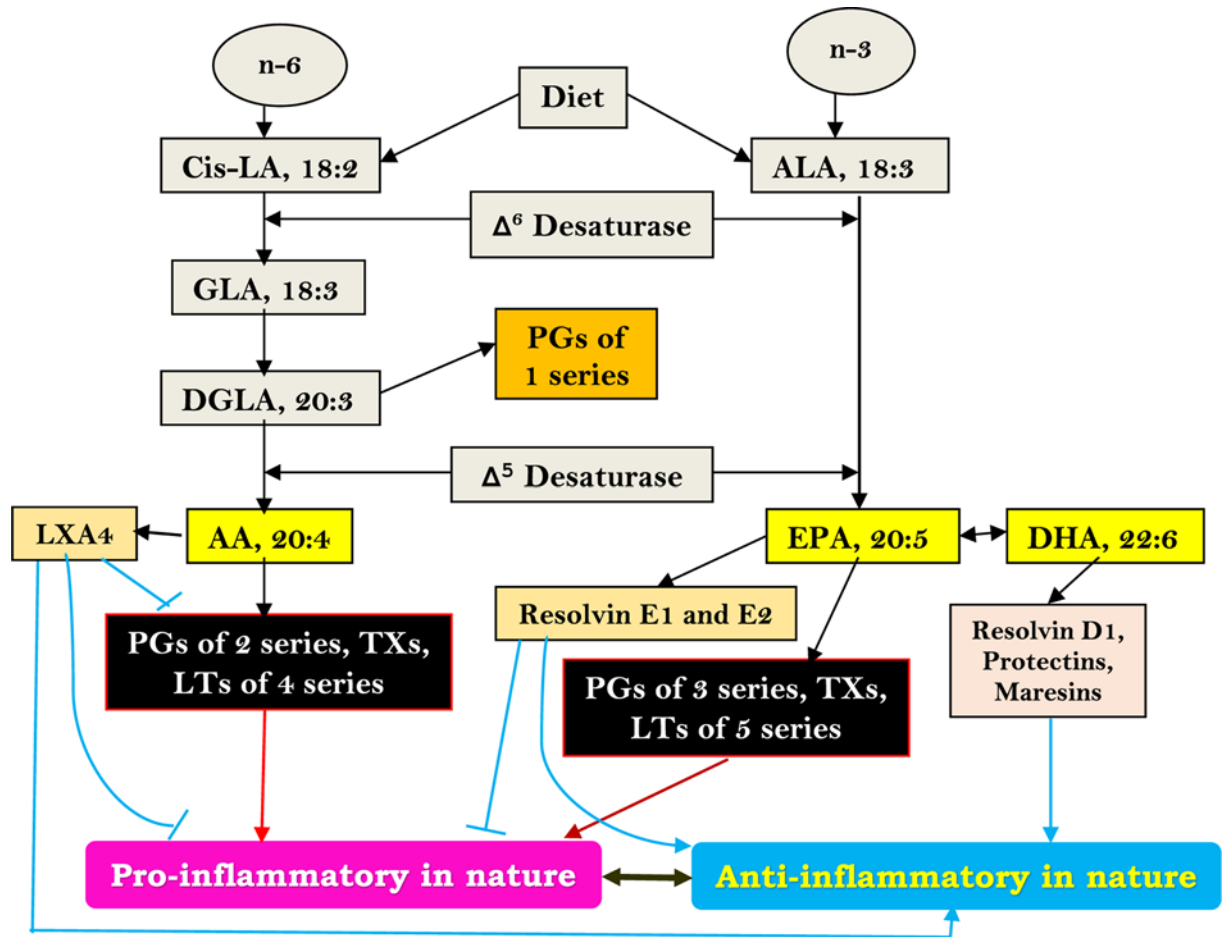 n-6
n-3
Diet
Cis-LA, 18:2
ALA, 18:3
Δ⁶ Desaturase
GLA, 18:3
PGs of
1 series
DGLA, 20:3
Δ⁵ Desaturase
LXA4
AA, 20:4
EPA, 20:5
DHA, 22:6
Resolvin E1 and E2
PGs of 2 series, TXs,
LTs of 4 series
Resolvin D1,
Protectins,
Maresins
PGs of 3 series, TXs,
LTs of 5 series
Pro-inflammatory in nature
Anti-inflammatory in nature